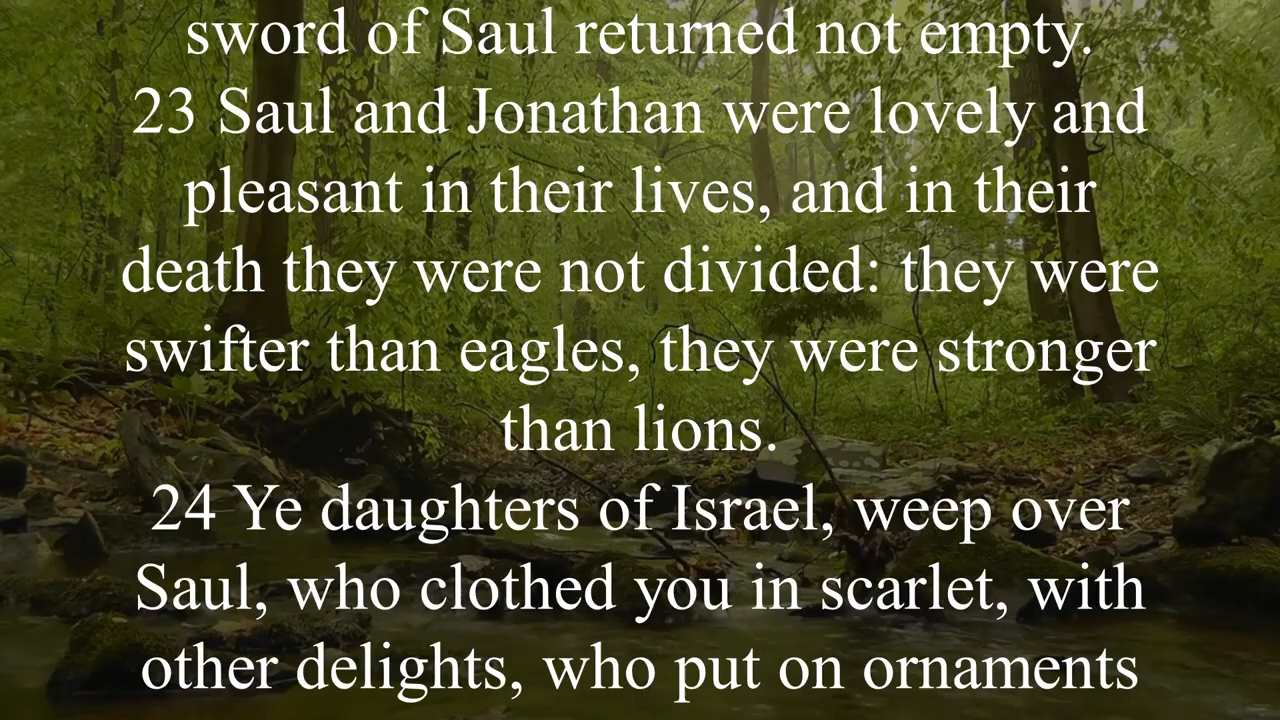 sword of Saul returned not empty.
23 Saul and Jonathan were lovely and
pleasant in their lives, and in their
death they were not divided: they were
swifter than eagles, they were stronger
than lions.
24 Ye daughters of Israel, weep over
Saul, who clothed you in scarlet, with
other delights, who put on ornaments